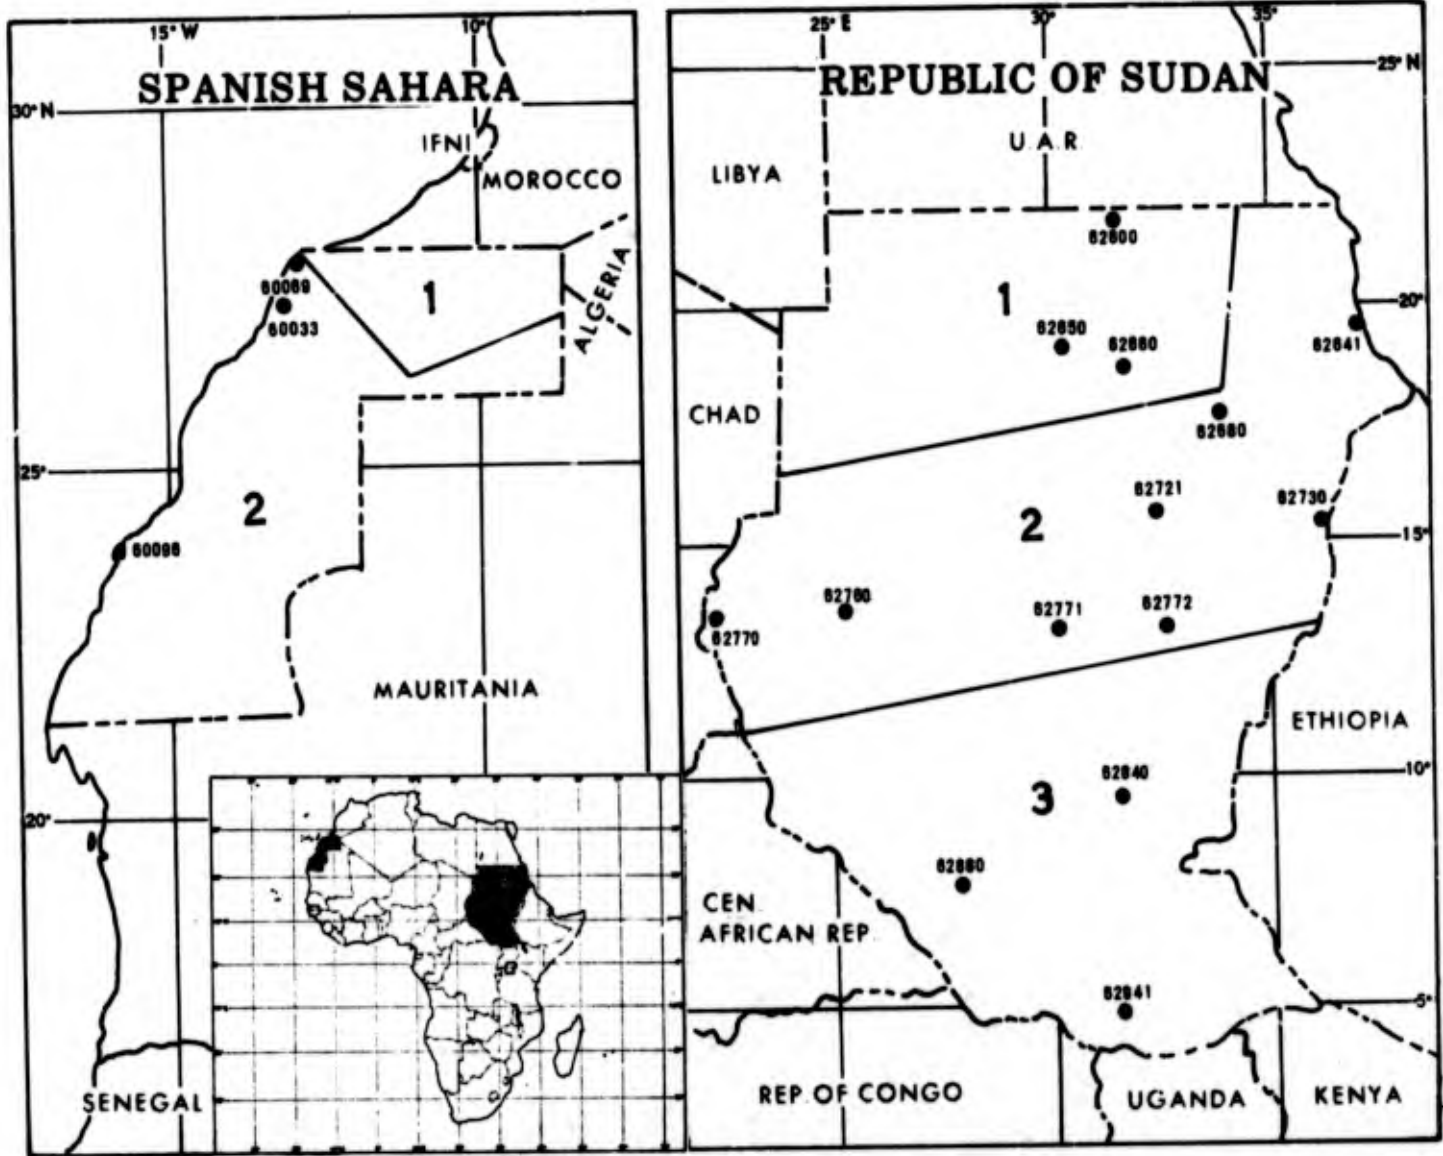 15° W
10°
SPANISH SAHARA
30° N
IFNI
MOROCCO
ALGERIA
1
60069
60033
25°
2
60096
MAURITANIA
20°
SENEGAL
25° E
30°
35°
25° N
REPUBLIC OF SUDAN
U.A.R.
LIBYA
62600
1
20°
62650
62660
62641
CHAD
62680
62721
62730
2
15°
62760
62770
62771
62772
ETHIOPIA
10°
62840
3
62880
CEN.
AFRICAN REP.
62941
5°
REP. OF CONGO
UGANDA
KENYA